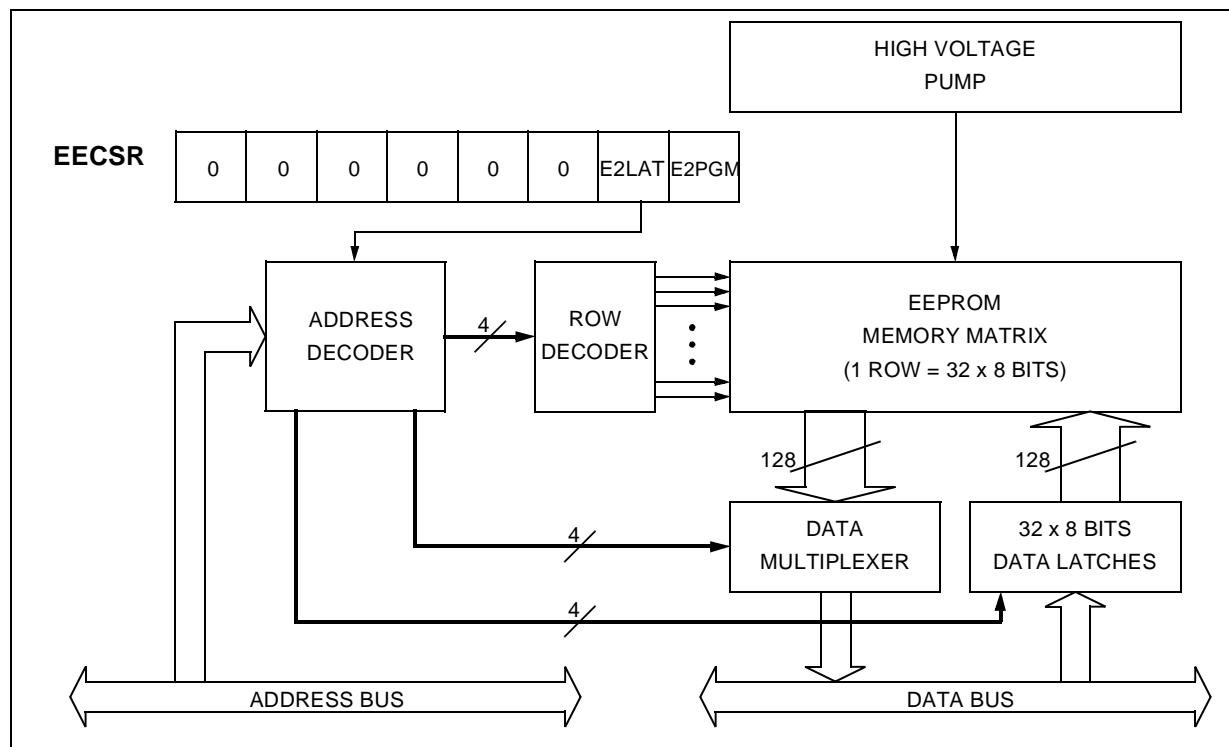 HIGH VOLTAGE
PUMP
EECSR
0 0 0 0 0 0 E2LAT E2PGM
ADDRESS
DECODER
4
ROW
DECODER
EEPROM
MEMORY MATRIX
(1 ROW = 32 x 8 BITS)
128
128
4
DATA
MULTIPLEXER
32 x 8 BITS
DATA LATCHES
4
ADDRESS BUS
DATA BUS